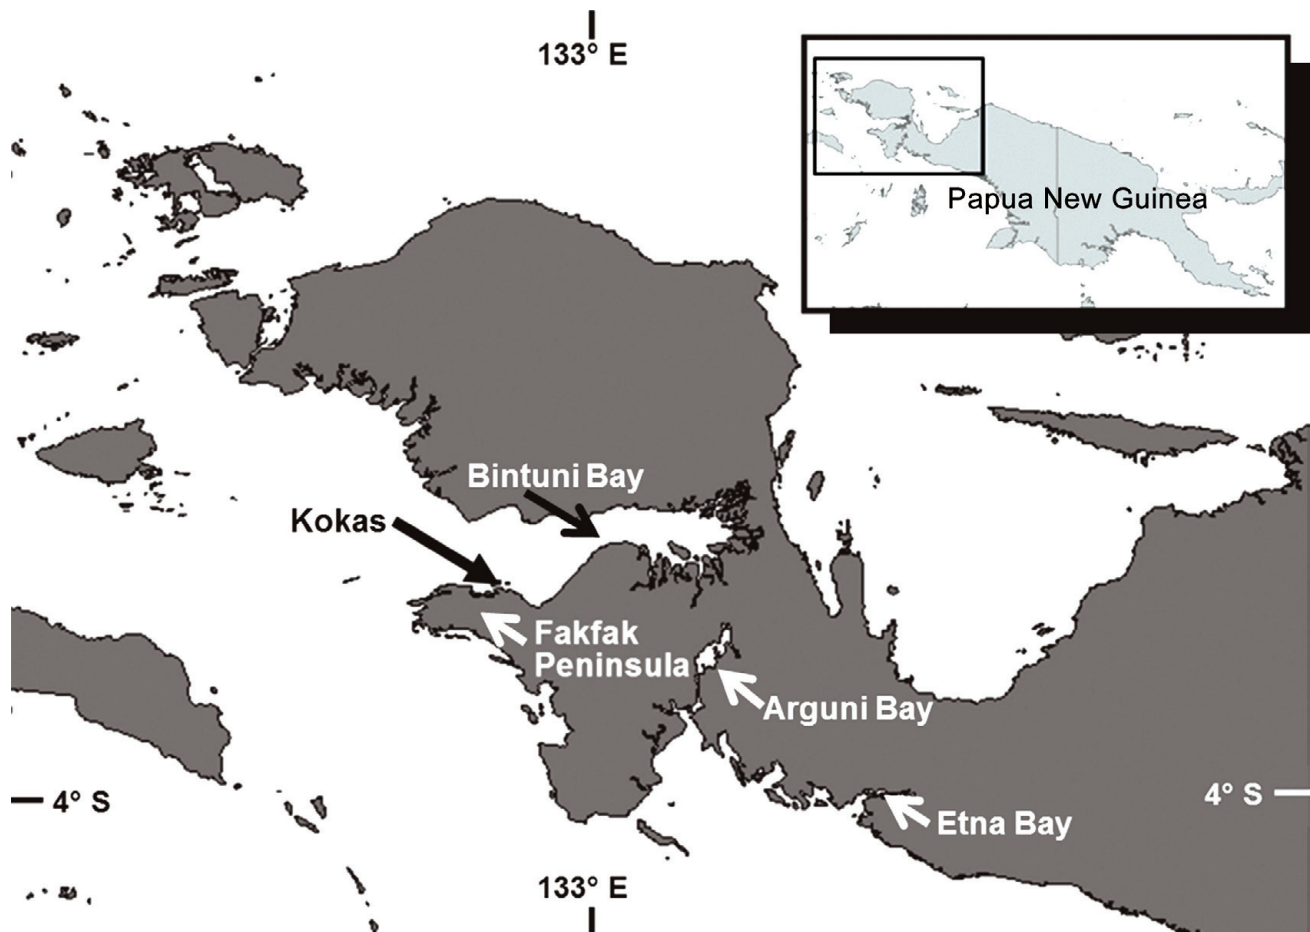 133° E
Papua New Guinea
Bintuni Bay
Kokas
Fakfak
Peninsula
Arguni Bay
4° S
4° S
Etna Bay
133° E